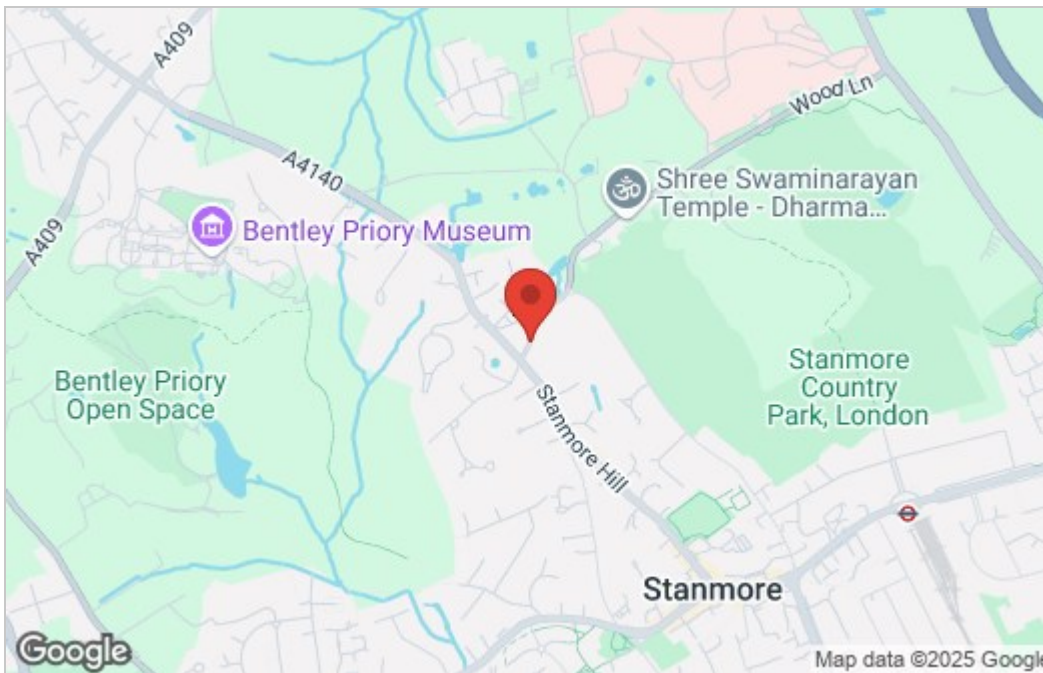 A409
A409
A4140
A409
Wood Ln
Shree Swaminarayan
Temple - Dharma...
Bentley Priory Museum
Bentley Priory
Open Space
Stanmore
Country
Park, London
Stanmore Hill
Stanmore
Google
Map data ©2025 Google